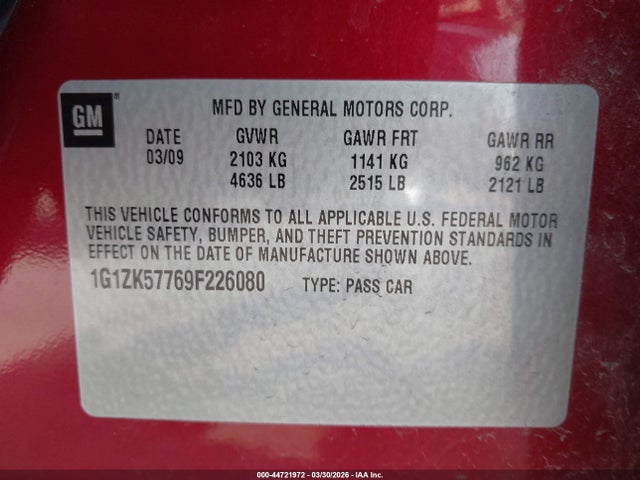 GM®
MFD BY GENERAL MOTORS CORP.
DATE GVWR GAWR FRT GAWR RR
03/09 2103 KG 1141 KG 962 KG
4636 LB 2515 LB 2121 LB
THIS VEHICLE CONFORMS TO ALL APPLICABLE U.S. FEDERAL MOTOR
VEHICLE SAFETY, BUMPER, AND THEFT PREVENTION STANDARDS IN
EFFECT ON THE DATE OF MANUFACTURE SHOWN ABOVE.
1G1ZK57769F226080 TYPE: PASS CAR
000-44721972 - 03/30/2026 - IAA Inc.